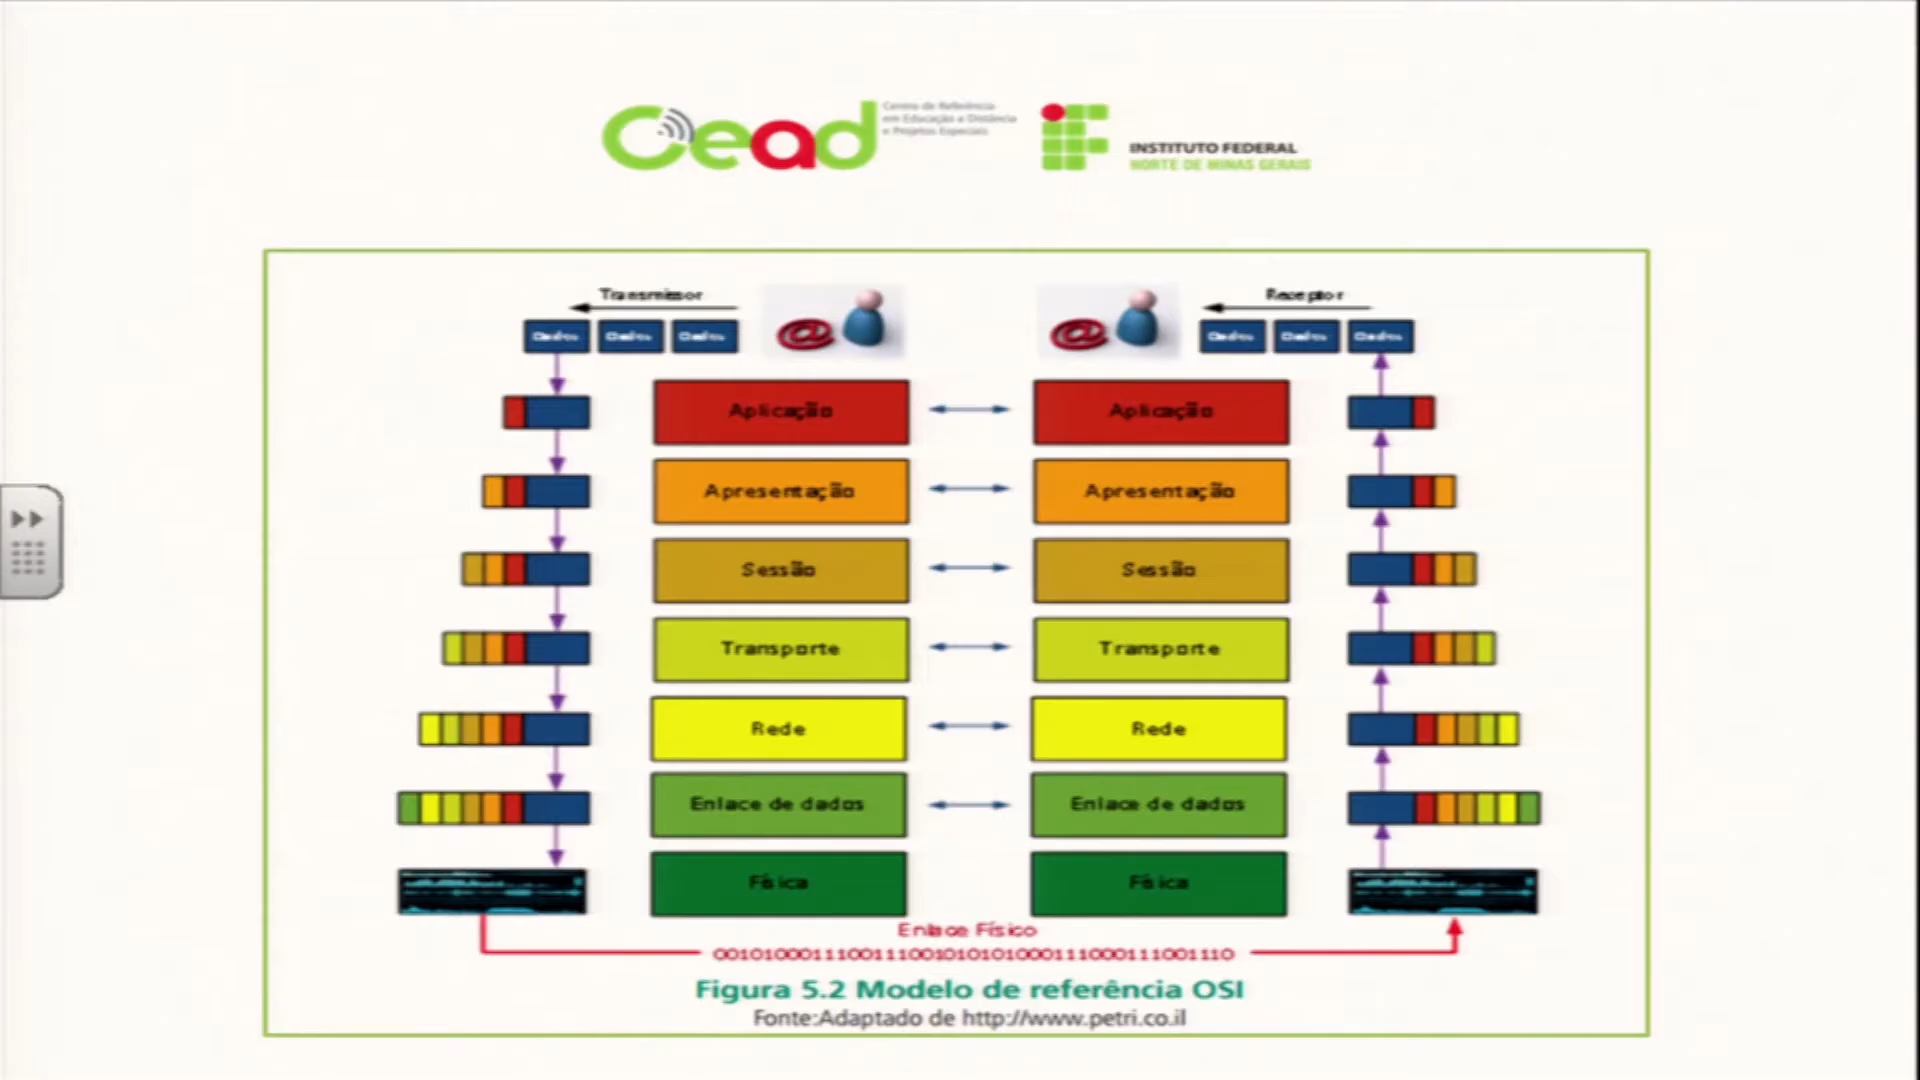 Cead
Centro de Referência
em Educação a Distância
e Projetos Especiais
INSTITUTO FEDERAL
NORTE DE MINAS GERAIS
Transmissor
Receptor
Dados Dados Dados
Dados Dados Dados
Aplicação Aplicação
Apresentação Apresentação
Sessão Sessão
Transporte Transporte
Rede Rede
Enlace de dados Enlace de dados
Física Física
Enlace Físico
Figura 5.2 Modelo de referência OSI
Fonte:Adaptado de http://www.petri.co.il